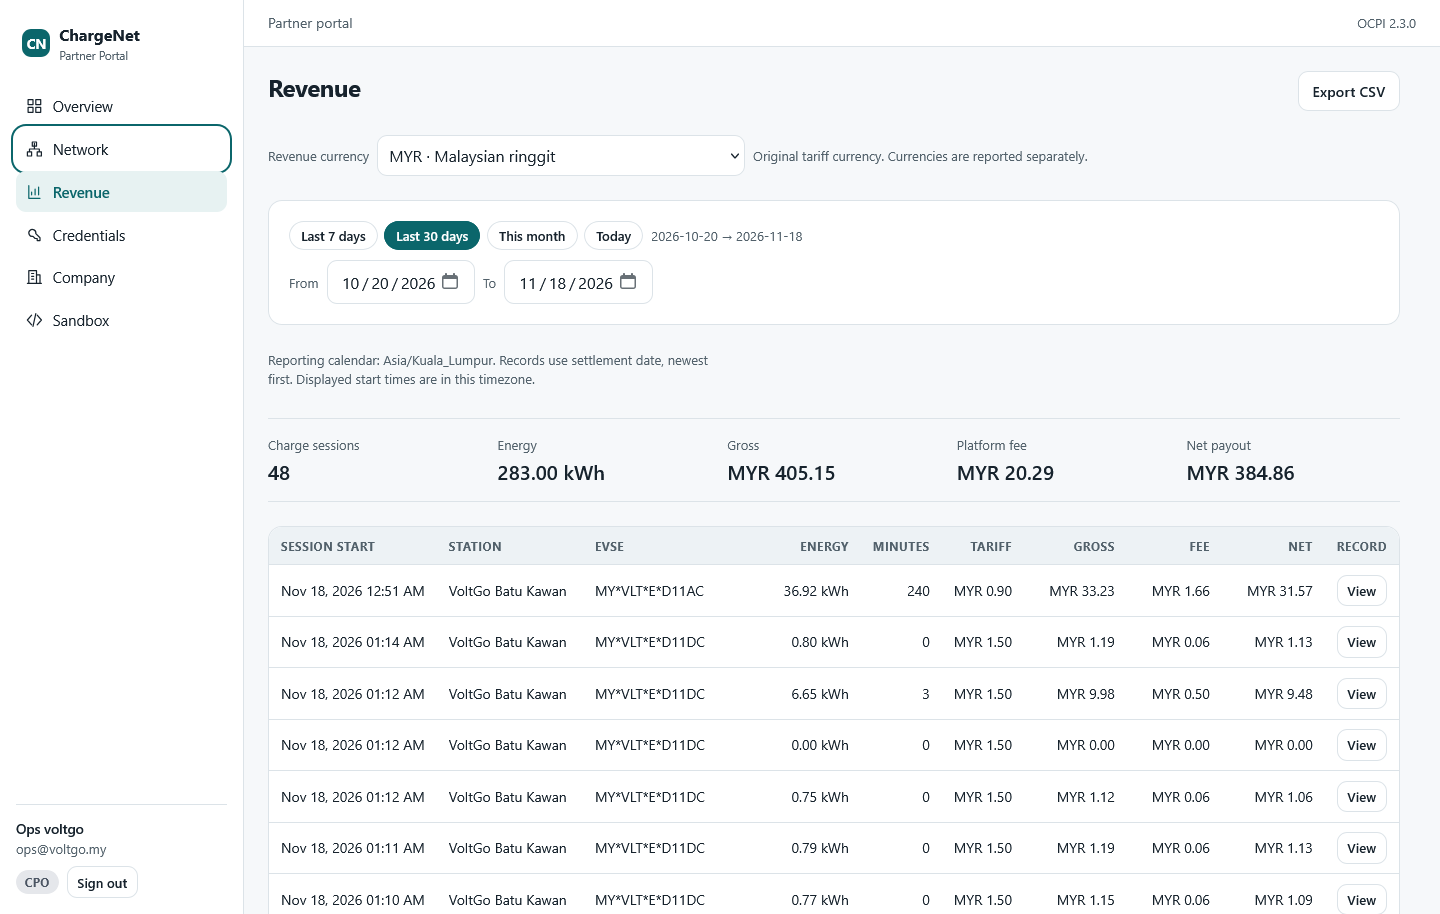 CN
ChargeNet
Partner Portal
Overview
Network
Revenue
Credentials
Company
Sandbox
Ops voltgo
ops@voltgo.my
CPO Sign out
Partner portal OCPI 2.3.0
Revenue Export CSV
Revenue currency MYR · Malaysian ringgit Original tariff currency. Currencies are reported separately.
Last 7 days Last 30 days This month Today 2026-10-20 → 2026-11-18
From 10/20/2026 To 11/18/2026
Reporting calendar: Asia/Kuala_Lumpur. Records use settlement date, newest
first. Displayed start times are in this timezone.
Charge sessions Energy Gross Platform fee Net payout
48 283.00 kWh MYR 405.15 MYR 20.29 MYR 384.86
SESSION START STATION EVSE ENERGY MINUTES TARIFF GROSS FEE NET RECORD
Nov 18, 2026 12:51 AM VoltGo Batu Kawan MY*VLT*E*D11AC 36.92 kWh 240 MYR 0.90 MYR 33.23 MYR 1.66 MYR 31.57 View
Nov 18, 2026 01:14 AM VoltGo Batu Kawan MY*VLT*E*D11DC 0.80 kWh 0 MYR 1.50 MYR 1.19 MYR 0.06 MYR 1.13 View
Nov 18, 2026 01:12 AM VoltGo Batu Kawan MY*VLT*E*D11DC 6.65 kWh 3 MYR 1.50 MYR 9.98 MYR 0.50 MYR 9.48 View
Nov 18, 2026 01:12 AM VoltGo Batu Kawan MY*VLT*E*D11DC 0.00 kWh 0 MYR 1.50 MYR 0.00 MYR 0.00 MYR 0.00 View
Nov 18, 2026 01:12 AM VoltGo Batu Kawan MY*VLT*E*D11DC 0.75 kWh 0 MYR 1.50 MYR 1.12 MYR 0.06 MYR 1.06 View
Nov 18, 2026 01:11 AM VoltGo Batu Kawan MY*VLT*E*D11DC 0.79 kWh 0 MYR 1.50 MYR 1.19 MYR 0.06 MYR 1.13 View
Nov 18, 2026 01:10 AM VoltGo Batu Kawan MY*VLT*E*D11DC 0.77 kWh 0 MYR 1.50 MYR 1.15 MYR 0.06 MYR 1.09 View